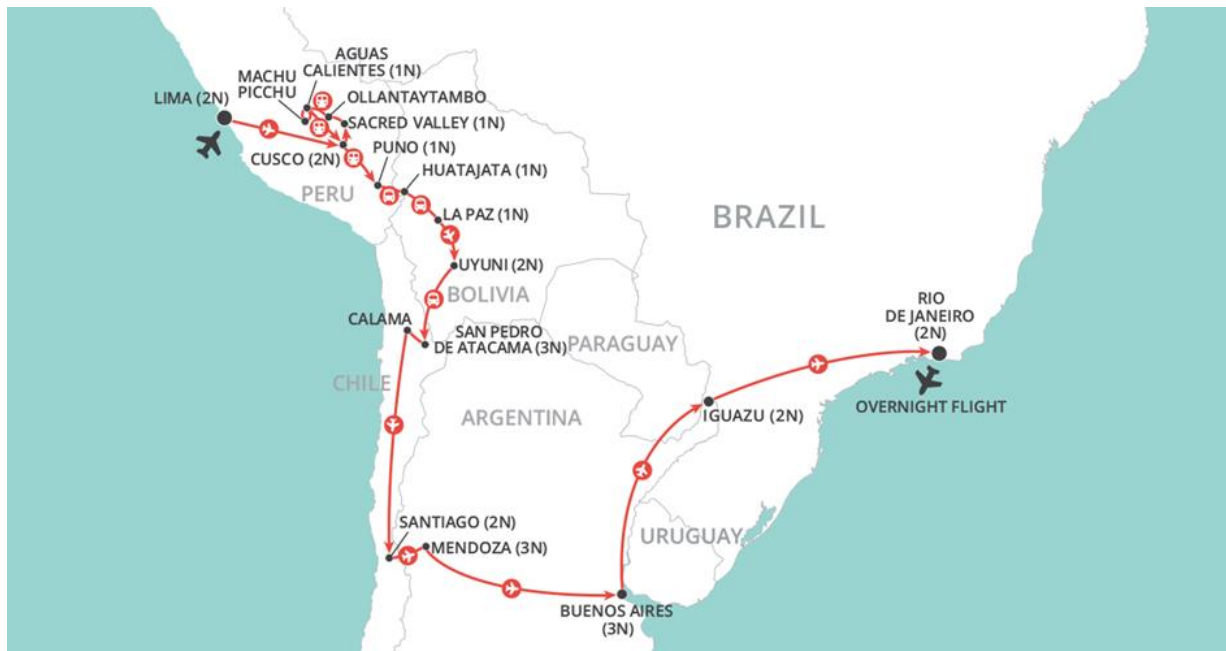 AGUAS
CALIENTES (1N)
MACHU
PICCHU
OLLANTAYTAMBO
LIMA (2N)
SACRED VALLEY (1N)
PUNO (1N)
CUSCO (2N)
HUATAJATA (1N)
PERU
LA PAZ (1N)
BRAZIL
UYUNI (2N)
BOLIVIA
RIO
DE JANEIRO
(2N)
CALAMA
SAN PEDRO
DE ATACAMA (3N)
PARAGUAY
CHILE
OVERNIGHT FLIGHT
ARGENTINA
IGUAZU (2N)
SANTIAGO (2N)
URUGUAY
MENDOZA (3N)
BUENOS AIRES
(3N)